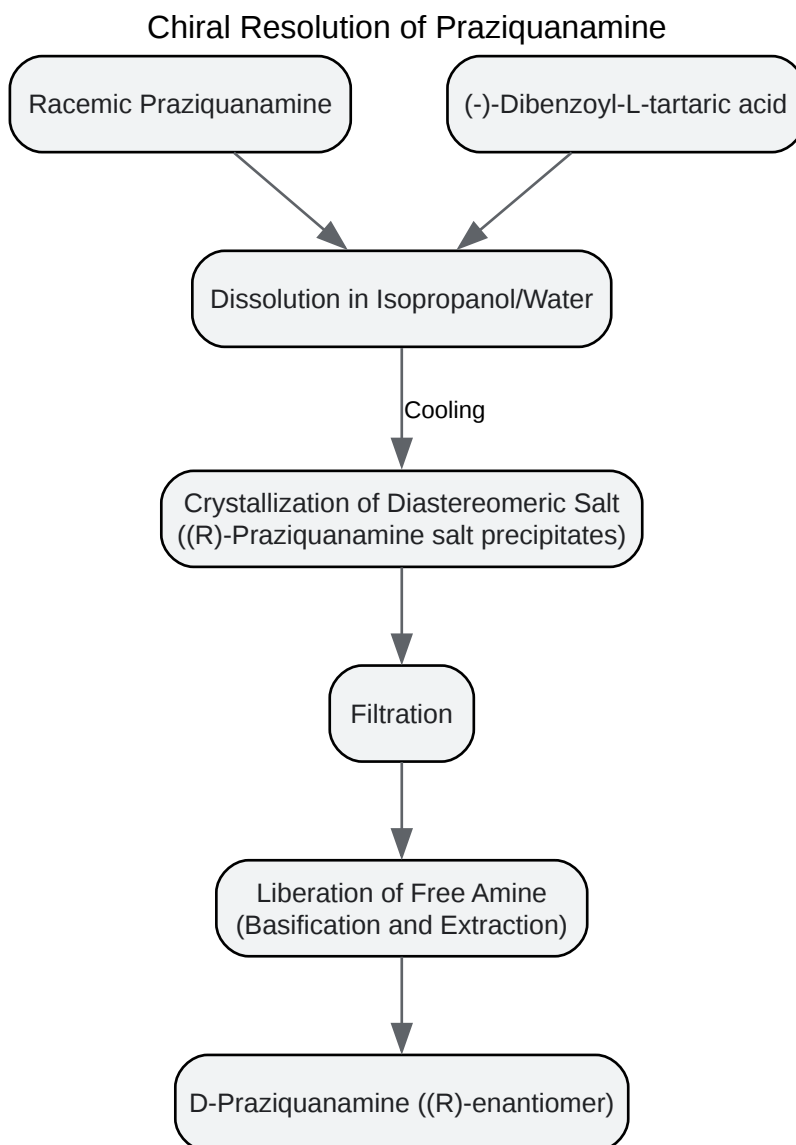 Chiral Resolution of Praziquanamine
Racemic Praziquanamine
(-)-Dibenzoyl-L-tartaric acid
Dissolution in Isopropanol/Water
Cooling
Crystallization of Diastereomeric Salt
((R)-Praziquanamine salt precipitates)
Filtration
Liberation of Free Amine
(Basification and Extraction)
D-Praziquanamine ((R)-enantiomer)